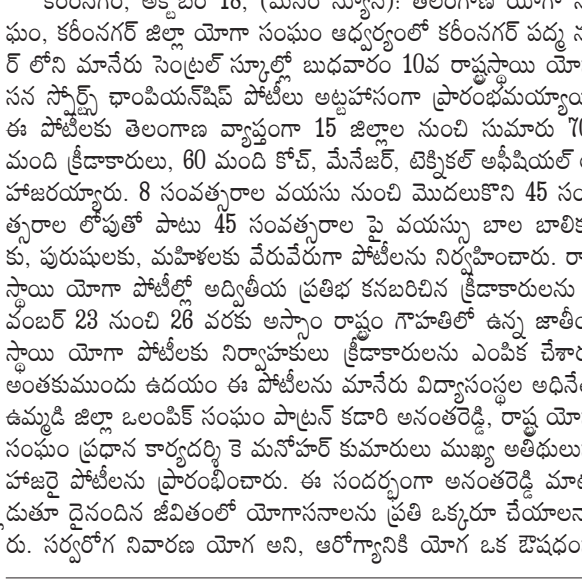 కరీంనగర్, అక్టోబర్ 18, (మనం న్యూస్): తెలంగాణ యోగా
ఘం, కరీంనగర్ జిల్లా యోగా సంఘం ఆధ్వర్యంలో కరీంనగర్ పద్మ న
ర్ లోని మానేరు సెంట్రల్ స్కూల్లో బుధవారం 10వ రాష్ట్రస్థాయి యో
సన స్పోర్ట్స్ ఛాంపియన్‌షిప్ పోటీలు అట్టహాసంగా ప్రారంభమయ్యా
ఈ పోటీలకు తెలంగాణ వ్యాప్తంగా 15 జిల్లాల నుంచి సుమారు 70
మంది క్రీడాకారులు, 60 మంది కోచ్, మేనేజర్, టెక్నికల్ అఫీషియల్
హాజరయ్యారు. 8 సంవత్సరాల వయసు నుంచి మొదలుకొని 45 సం
త్సరాల లోపుతో పాటు 45 సంవత్సరాల పై వయస్సు బాల బాలిక
కు, పురుషులకు, మహిళలకు వేరువేరుగా పోటీలను నిర్వహించారు. రా
స్థాయి యోగా పోటీల్లో అద్వితీయ ప్రతిభ కనబరిచిన క్రీడాకారులను
వంబర్ 23 నుంచి 26 వరకు అస్సాం రాష్ట్రం గౌహతిలో ఉన్న జాతీ
స్థాయి యోగా పోటీలకు నిర్వాహకులు క్రీడాకారులను ఎంపిక చేశార
అంతకుముందు ఉదయం ఈ పోటీలను మానేరు విద్యాసంస్థల అధినే
ఉమ్మడి జిల్లా ఒలంపిక్ సంఘం పాట్రన్ కడారి అనంతరెడ్డి, రాష్ట్ర యో
సంఘం ప్రధాన కార్యదర్శి కె మనోహర్ కుమారులు ముఖ్య అతిథులు
హాజరై పోటీలను ప్రారంభించారు. ఈ సందర్భంగా అనంతరెడ్డి మాట
డుతూ దైనందిన జీవితంలో యోగాసనాలను ప్రతి ఒక్కరూ చేయాలన
రు. సర్వరోగ నివారణ యోగ అని, ఆరోగ్యానికి యోగ ఒక ఔషధం